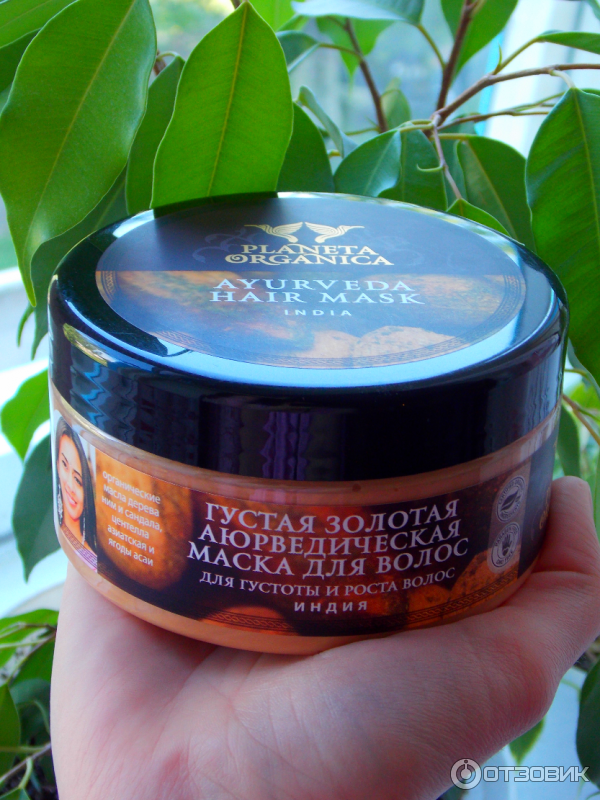 PLANETA
ORGANICA
AYURVEDA
HAIR MASK
INDIA
органические
масла дерева
ним и сандала,
центелла
азиатская и
ягоды асаи
ГУСТАЯ ЗОЛОТАЯ
АЮРВЕДИЧЕСКАЯ
МАСКА ДЛЯ ВОЛОС
ДЛЯ ГУСТОТЫ И РОСТА ВОЛОС
ИНДИЯ
ОТЗОВИК